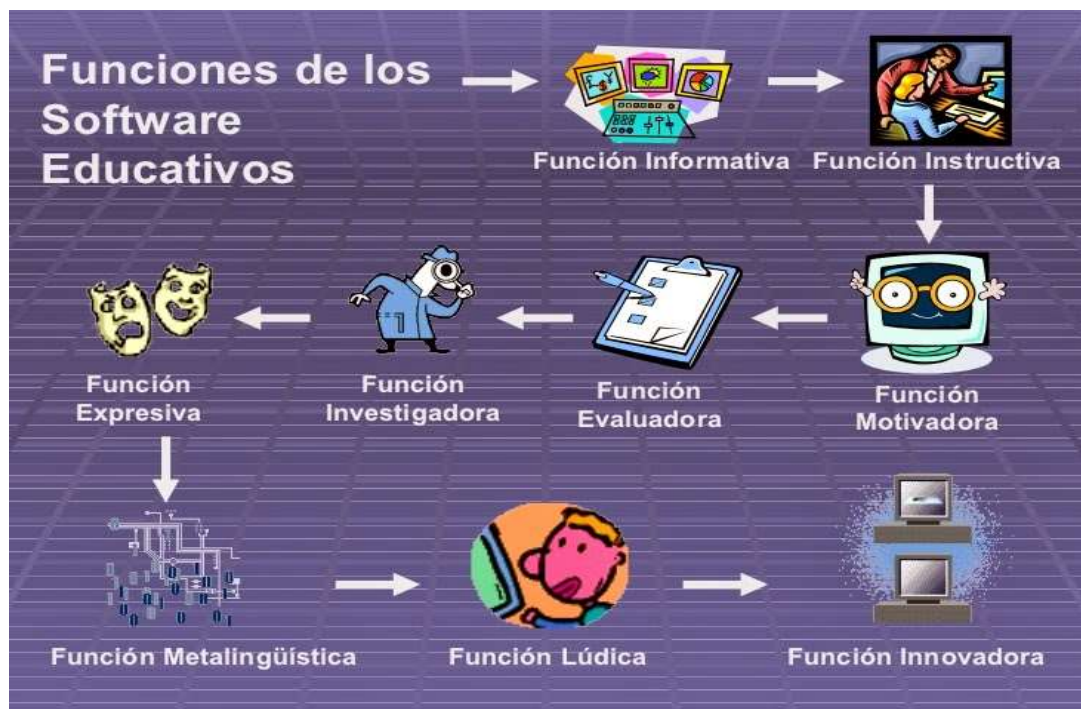 Funciones de los
Software
Educativos
Función Informativa
Función Instructiva
Función
Motivadora
Función
Evaluadora
Función
Investigadora
Función
Expresiva
Función Metalingüística
Función Lúdica
Función Innovadora